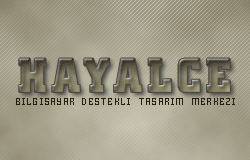 HAYALCE
BILGISAYAR DESTEKLI TASARIM MERKEZI